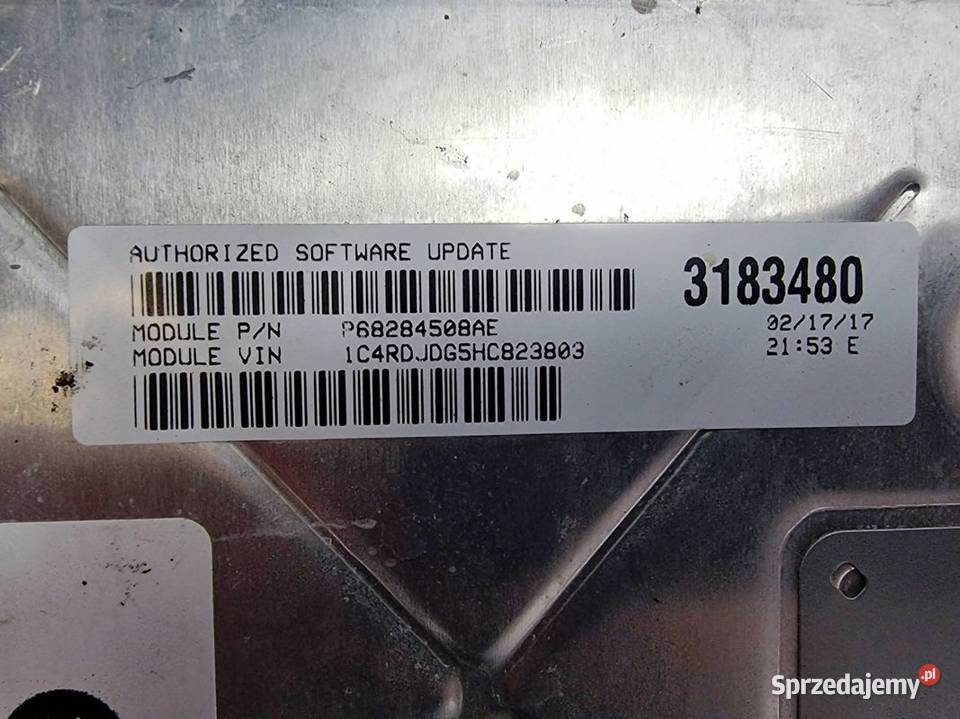 AUTHORIZED SOFTWARE UPDATE
3183480
MODULE P/N P68284508AE
02/17/17
MODULE VIN 1C4RDJDG5HC823803
21:53 E
Sprzedajemy.pl